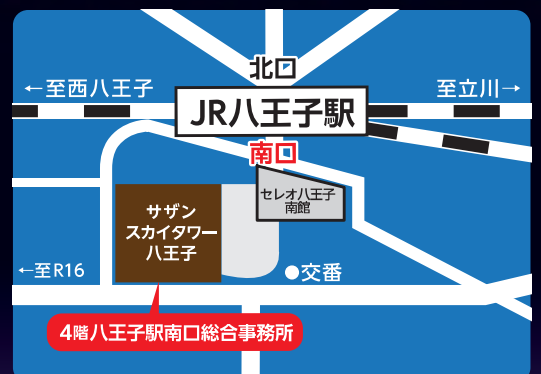 北口
←至西八王子
至立川→
JR八王子駅
南口
セレオ八王子
南館
サザン
スカイタワー
八王子
←至R16
●交番
4階八王子駅南口総合事務所